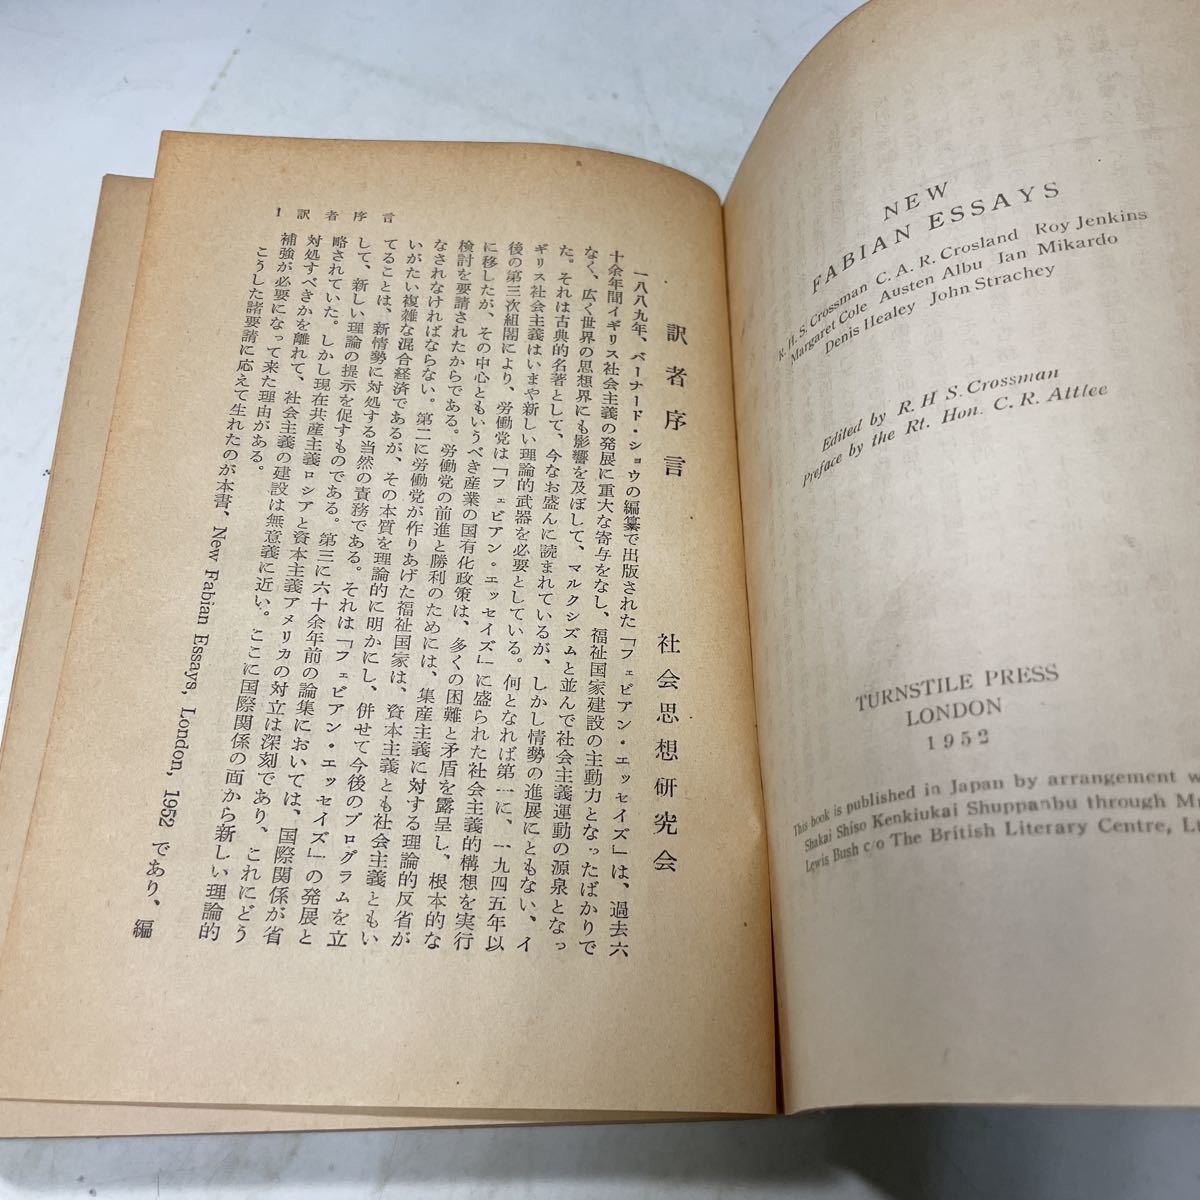 NEW
FABIAN ESSAYS
R. H. S. Crossman C. A. R. Crosland Roy Jenkins
Margaret Cole Austen Albu Ian Mikardo
Denis Healey John Strachey
Edited by R. H S. Crossman
Preface by the Rt. Hon. C. R. Attlee
TURNSTILE PRESS
LONDON
1952
This book is published in Japan by arrangement w
Shakai Shiso Kenkiukai Shuppanbu through Mr
Lewis Bush c/o The British Literary Centre, Lt
訳者序言
社会思想研究会
一八八九年、バーナード・ショウの編纂で出版された「フェビアン・エッセイズ」は、過去六
十余年間イギリス社会主義の発展に重大な寄与をなし、福祉国家建設の主動力となったばかりで
なく、広く世界の思想界にも影響を及ぼして、マルクシズムと並んで社会主義運動の源泉となっ
た。それは古典的名著として、今なお盛んに読まれているが、しかし情勢の進展にともない、イ
ギリス社会主義はいまや新しい理論的武器を必要としている。何となれば第一に、一九四五年以
後の第三次組閣により、労働党は「フェビアン・エッセイズ」に盛られた社会主義的構想を実行
に移したが、その中心ともいうべき産業の国有化政策は、多くの困難と矛盾を露呈し、根本的な
検討を要請されたからである。労働党の前進と勝利のためには、集産主義に対する理論的反省が
なされなければならない。第二に労働党が作りあげた福祉国家は、資本主義とも社会主義ともい
いがたい複雑な混合経済であるが、その本質を理論的に明かにし、併せて今後のプログラムを立
てることは、新情勢に対処する当然の責務である。それは「フェビアン・エッセイズ」の発展と
して、新しい理論の提示を促すものである。第三に六十余年前の論集においては、国際関係が省
略されていた。しかし現在共産主義ロシアと資本主義アメリカの対立は深刻であり、これにどう
対処すべきかを離れて、社会主義の建設は無意義に近い。ここに国際関係の面から新しい理論的
補強が必要になって来た理由がある。
こうした諸要請に応えて生れたのが本書、New Fabian Essays, London, 1952 であり、編
1 訳者序言